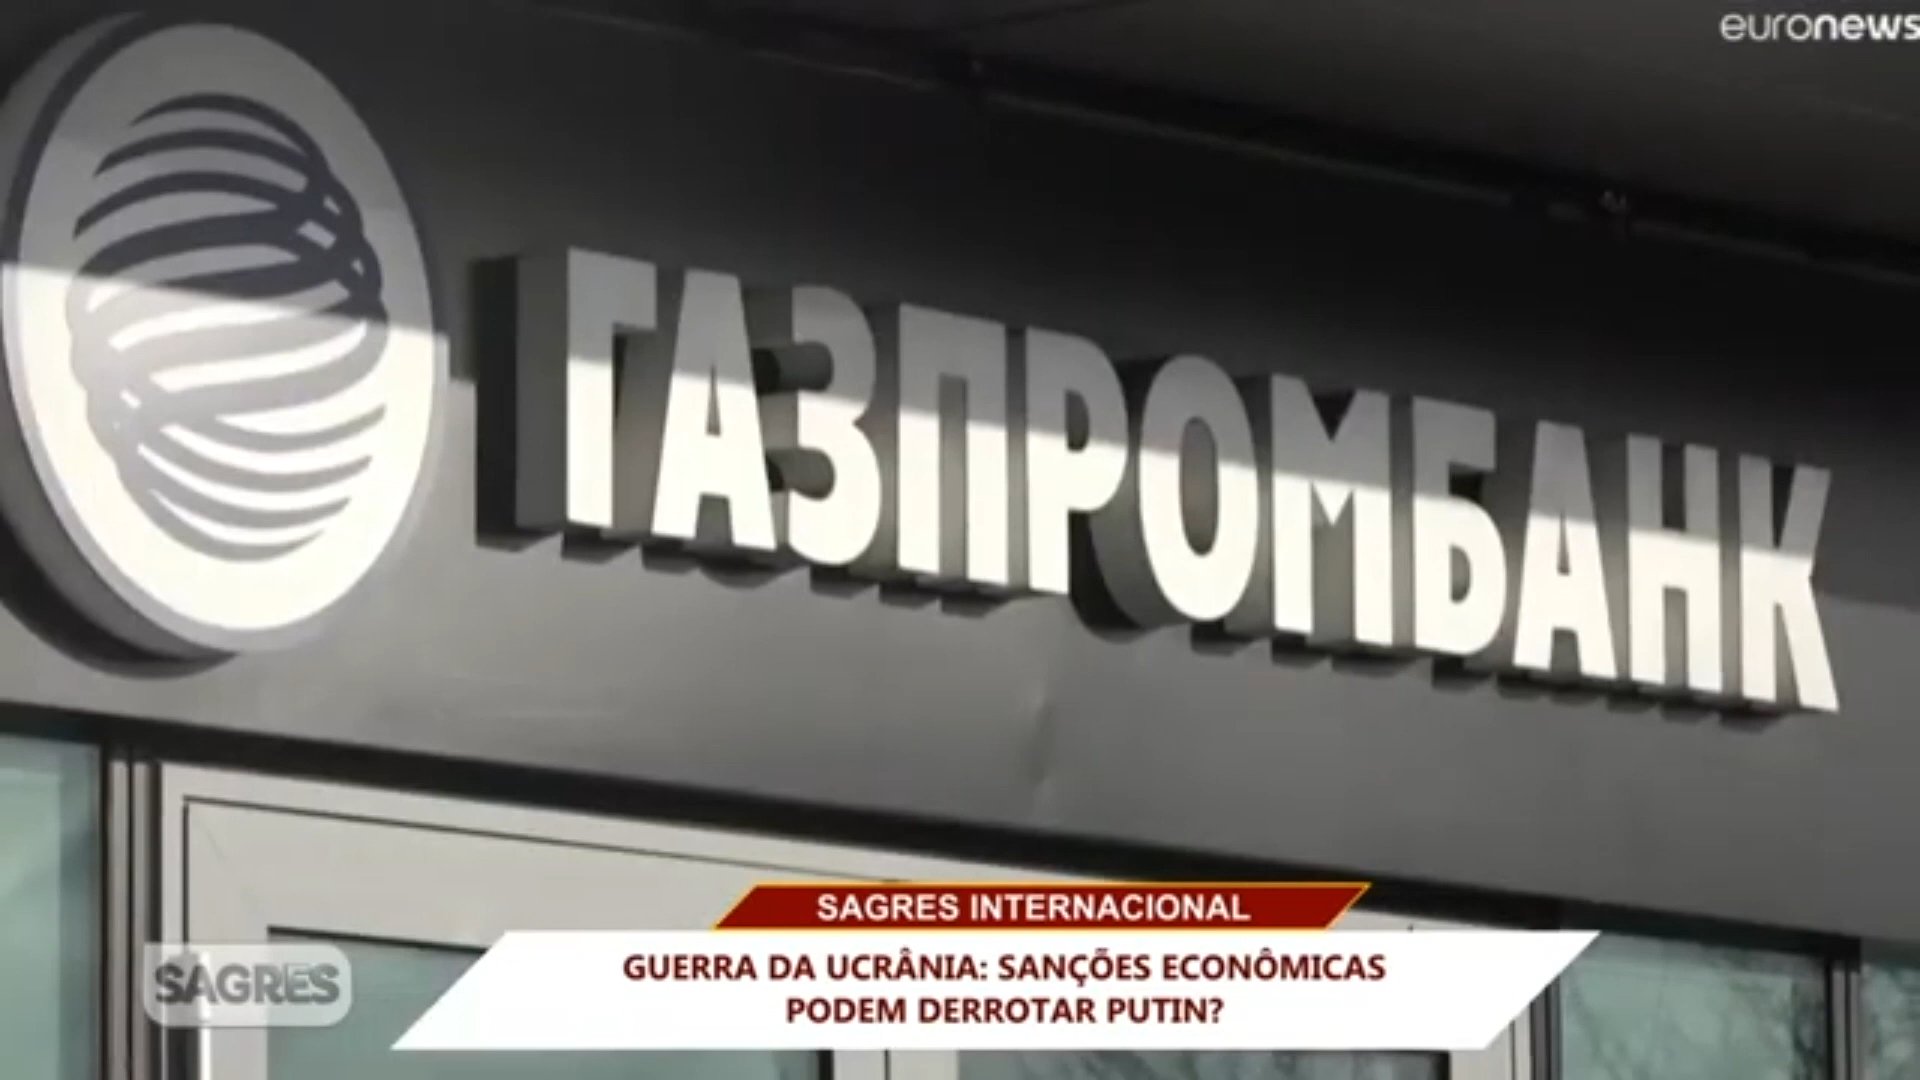 euronews
ГАЗПРОМБАНК
SAGRES INTERNACIONAL
SAGRES
GUERRA DA UCRÂNIA: SANÇÕES ECONÔMICAS
PODEM DERROTAR PUTIN?